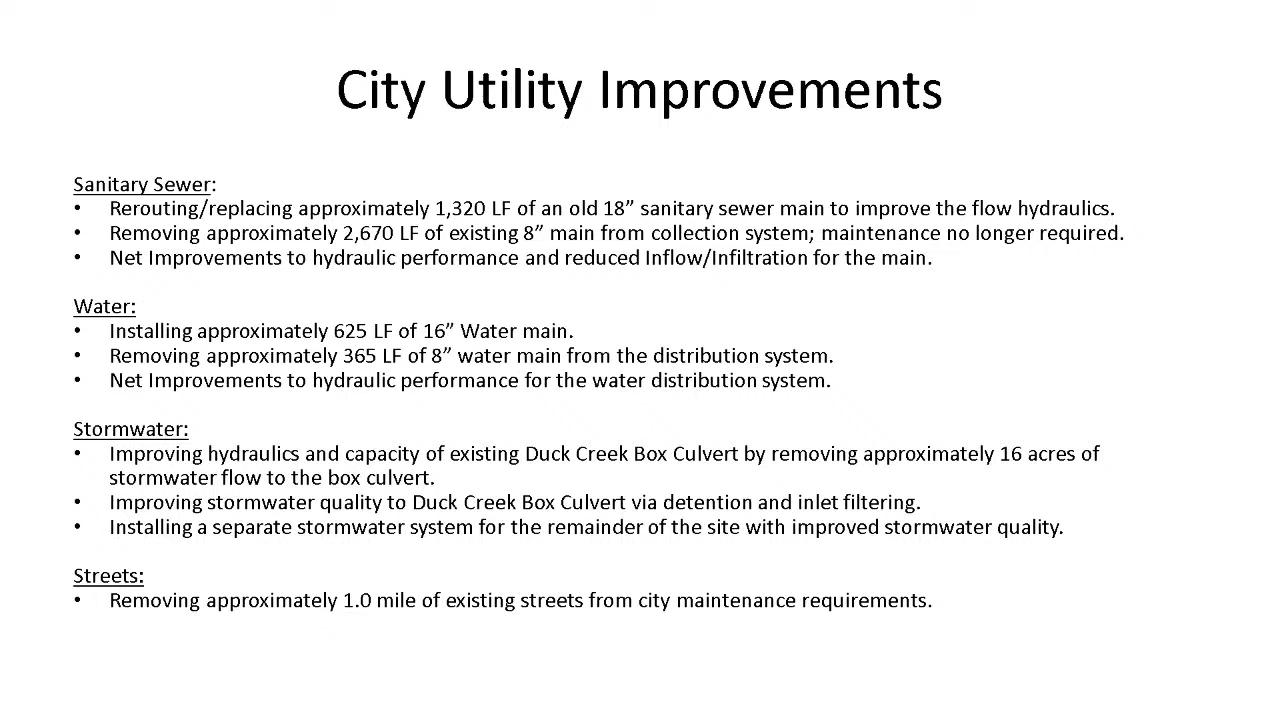 City Utility Improvements
Sanitary Sewer:
• Rerouting/replacing approximately 1,320 LF of an old 18” sanitary sewer main to improve the flow hydraulics.
• Removing approximately 2,670 LF of existing 8” main from collection system; maintenance no longer required.
• Net Improvements to hydraulic performance and reduced Inflow/Infiltration for the main.
Water:
• Installing approximately 625 LF of 16” Water main.
• Removing approximately 365 LF of 8” water main from the distribution system.
• Net Improvements to hydraulic performance for the water distribution system.
Stormwater:
• Improving hydraulics and capacity of existing Duck Creek Box Culvert by removing approximately 16 acres of
stormwater flow to the box culvert.
• Improving stormwater quality to Duck Creek Box Culvert via detention and inlet filtering.
• Installing a separate stormwater system for the remainder of the site with improved stormwater quality.
Streets:
• Removing approximately 1.0 mile of existing streets from city maintenance requirements.